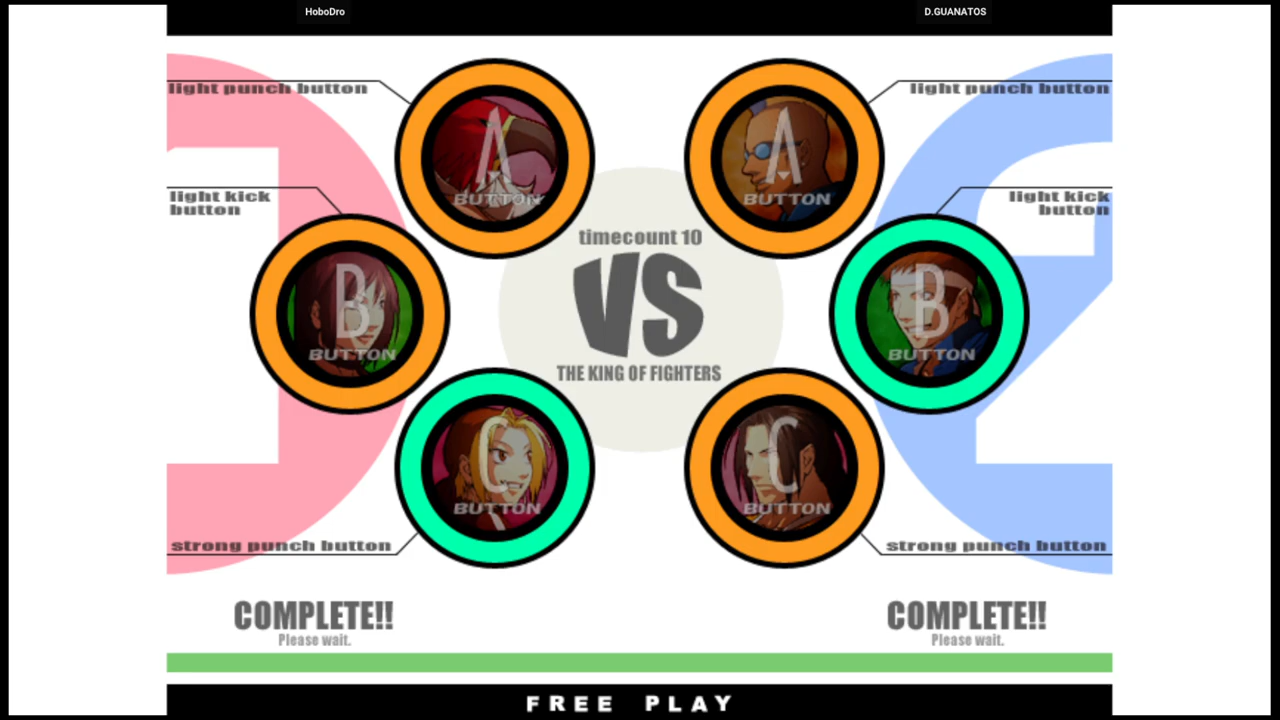 HoboDro
D.GUANATOS
light punch button
light punch button
A
BUTTON
A
BUTTON
light kick
button
light kick
button
B
BUTTON
B
BUTTON
timecount 10
VS
THE KING OF FIGHTERS
C
BUTTON
C
BUTTON
strong punch button
strong punch button
COMPLETE!!
Please wait.
COMPLETE!!
Please wait.
FREE PLAY